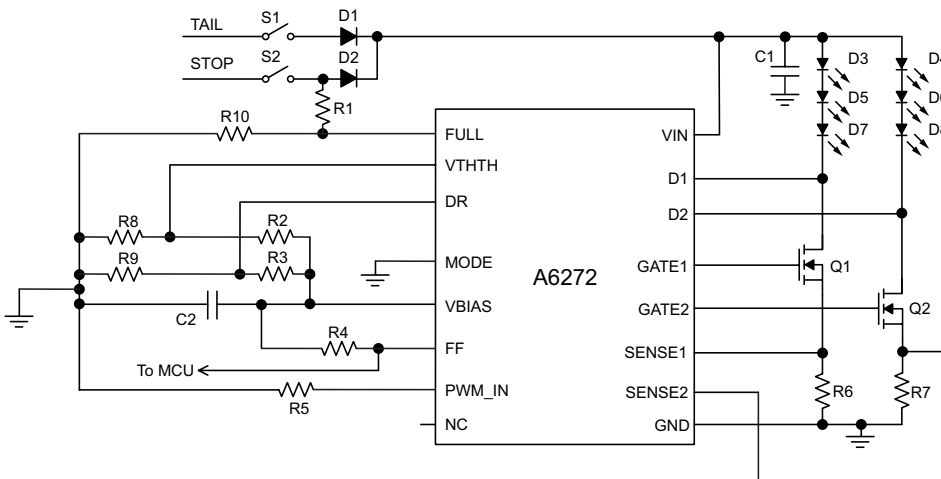 TAIL
S1
D1
STOP
S2
D2
R1
R10
C1
D3
D5
D7
D4
FULL
VTHTH
DR
MODE
VBIAS
FF
PWM_IN
NC
A6272
VIN
D1
D2
GATE1
GATE2
SENSE1
SENSE2
GND
R8
R2
R9
R3
C2
R4
To MCU
R5
Q1
Q2
R6
R7